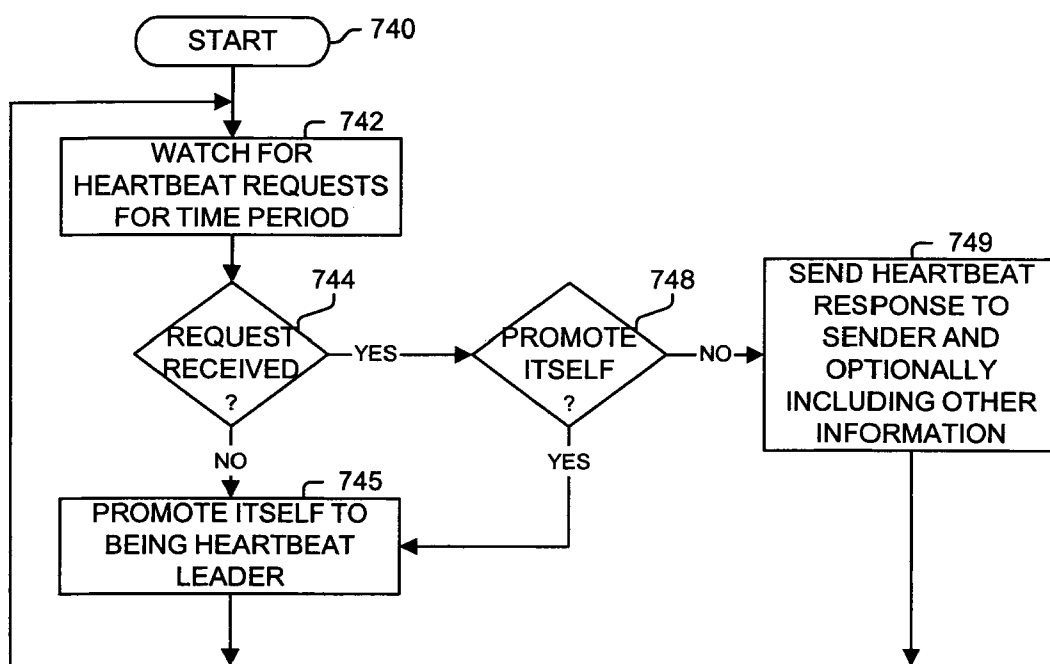 START
740
742
WATCH FOR
HEARTBEAT REQUESTS
FOR TIME PERIOD
744
REQUEST
RECEIVED
?
YES
748
PROMOTE
ITSELF
?
NO
749
SEND HEARTBEAT
RESPONSE TO
SENDER AND
OPTIONALLY
INCLUDING OTHER
INFORMATION
NO
YES
745
PROMOTE ITSELF TO
BEING HEARTBEAT
LEADER